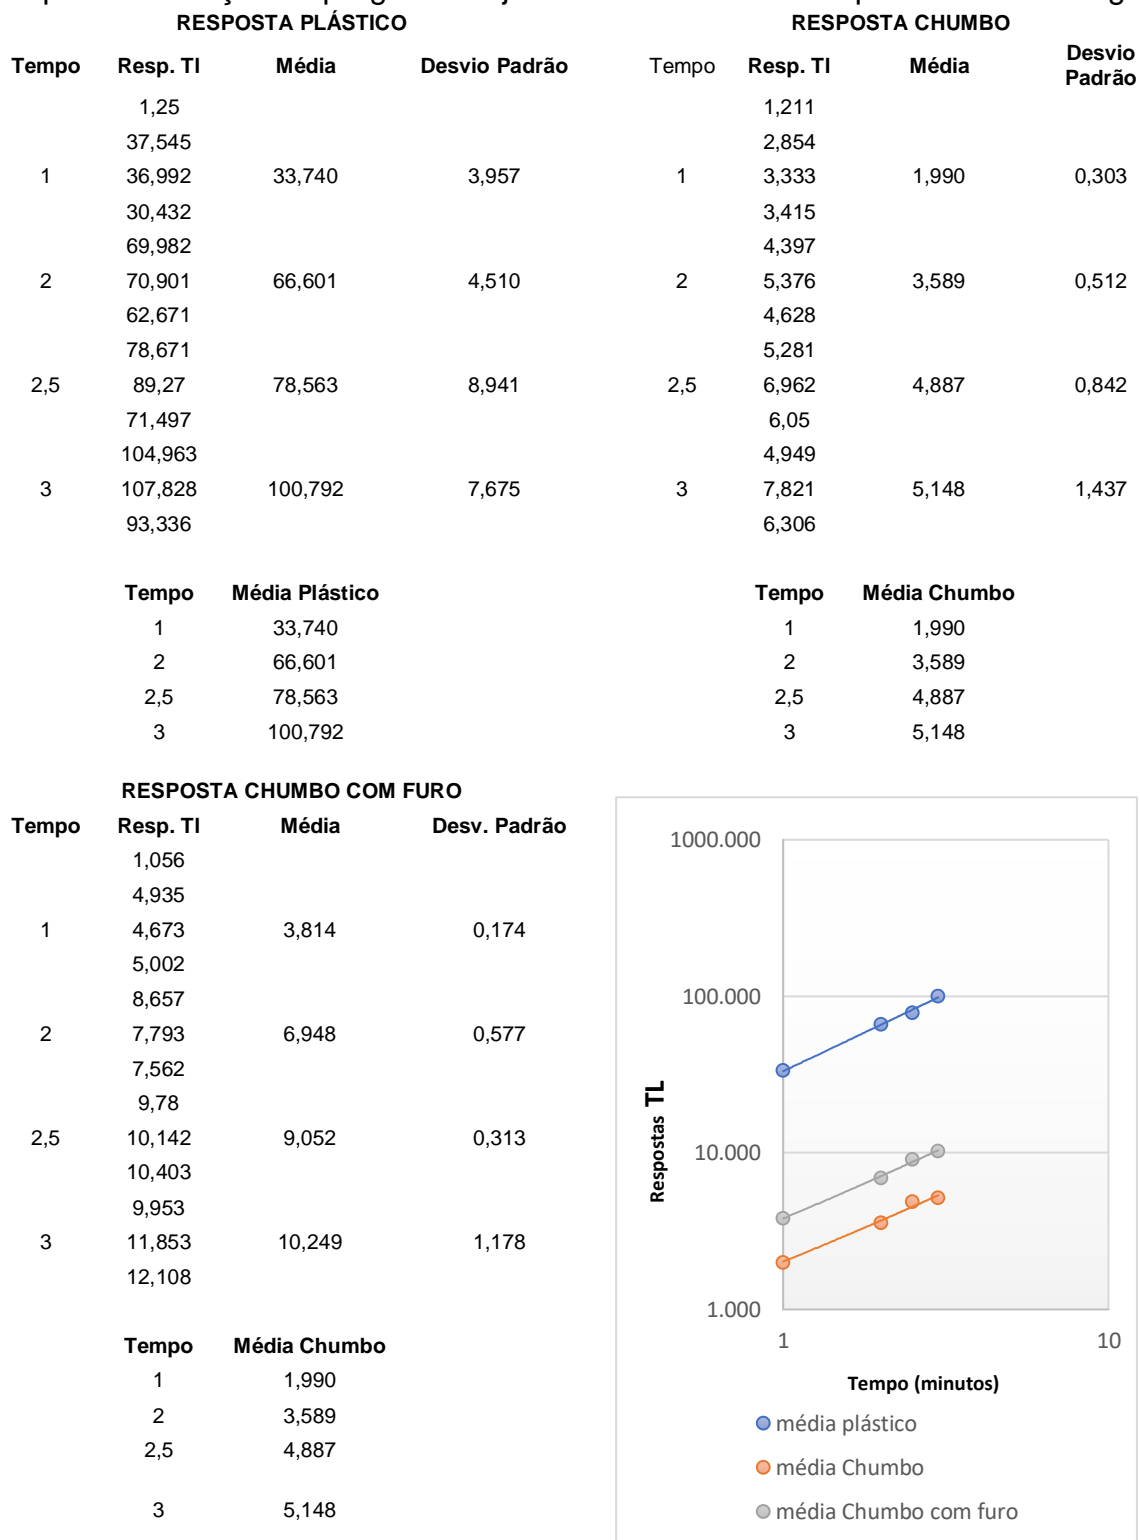 RESPOSTA PLÁSTICO
Tempo Resp. Tl Média Desvio Padrão
1,25
37,545
1 36,992 33,740 3,957
30,432
69,982
2 70,901 66,601 4,510
62,671
78,671
2,5 89,27 78,563 8,941
71,497
104,963
3 107,828 100,792 7,675
93,336
Tempo Média Plástico
1 33,740
2 66,601
2,5 78,563
3 100,792
RESPOSTA CHUMBO
Tempo Resp. Tl Média Desvio Padrão
1,211
2,854
1 3,333 1,990 0,303
3,415
4,397
2 5,376 3,589 0,512
4,628
5,281
2,5 6,962 4,887 0,842
6,05
4,949
3 7,821 5,148 1,437
6,306
Tempo Média Chumbo
1 1,990
2 3,589
2,5 4,887
3 5,148
RESPOSTA CHUMBO COM FURO
Tempo Resp. Tl Média Desv. Padrão
1,056
4,935
1 4,673 3,814 0,174
5,002
8,657
2 7,793 6,948 0,577
7,562
9,78
2,5 10,142 9,052 0,313
10,403
9,953
3 11,853 10,249 1,178
12,108
Tempo Média Chumbo
1 1,990
2 3,589
2,5 4,887
3 5,148
1000.000
100.000
10.000
1.000
Respostas TL
1 10
Tempo (minutos)
média plástico
média Chumbo
média Chumbo com furo